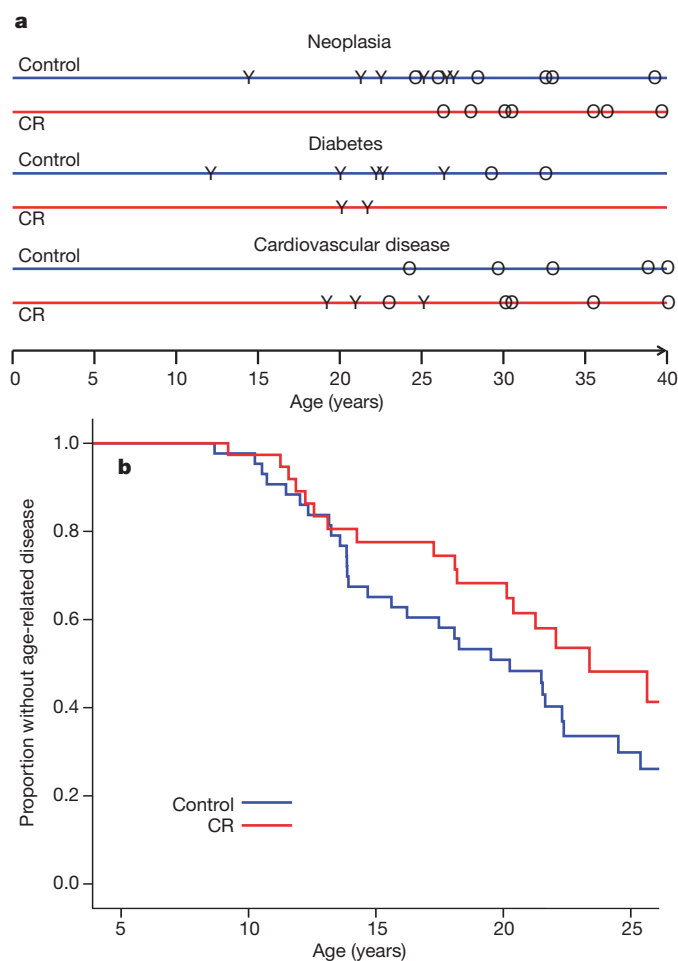 a
Neoplasia
Control
Y Y Y O O Y Y Y O O O O
O O O O O O O
CR
Diabetes
Control
Y Y Y Y Y O O
Y Y
CR
Cardiovascular disease
Control
O O O O O
Y Y O Y O O O O
CR
0 5 10 15 20 25 30 35 40
Age (years)
b
1.0
0.8
0.6
0.4
0.2
0.0
Proportion without age-related disease
Control
CR
5 10 15 20 25
Age (years)